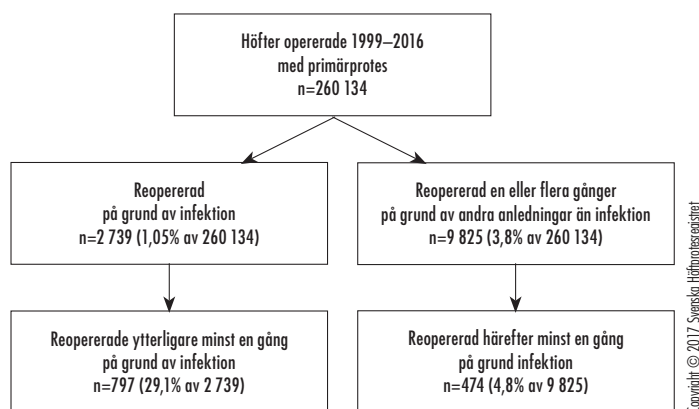 Höfter opererade 1999–2016
med primärprotes
n=260 134
Reopererad
på grund av infektion
n=2 739 (1,05% av 260 134)
Reopererad en eller flera gånger
på grund av andra anledningar än infektion
n=9 825 (3,8% av 260 134)
Reopererade ytterligare minst en gång
på grund av infektion
n=797 (29,1% av 2 739)
Reopererad härefter minst en gång
på grund infektion
n=474 (4,8% av 9 825)
Copyright © 2017 Svenska Höftprotesregistret